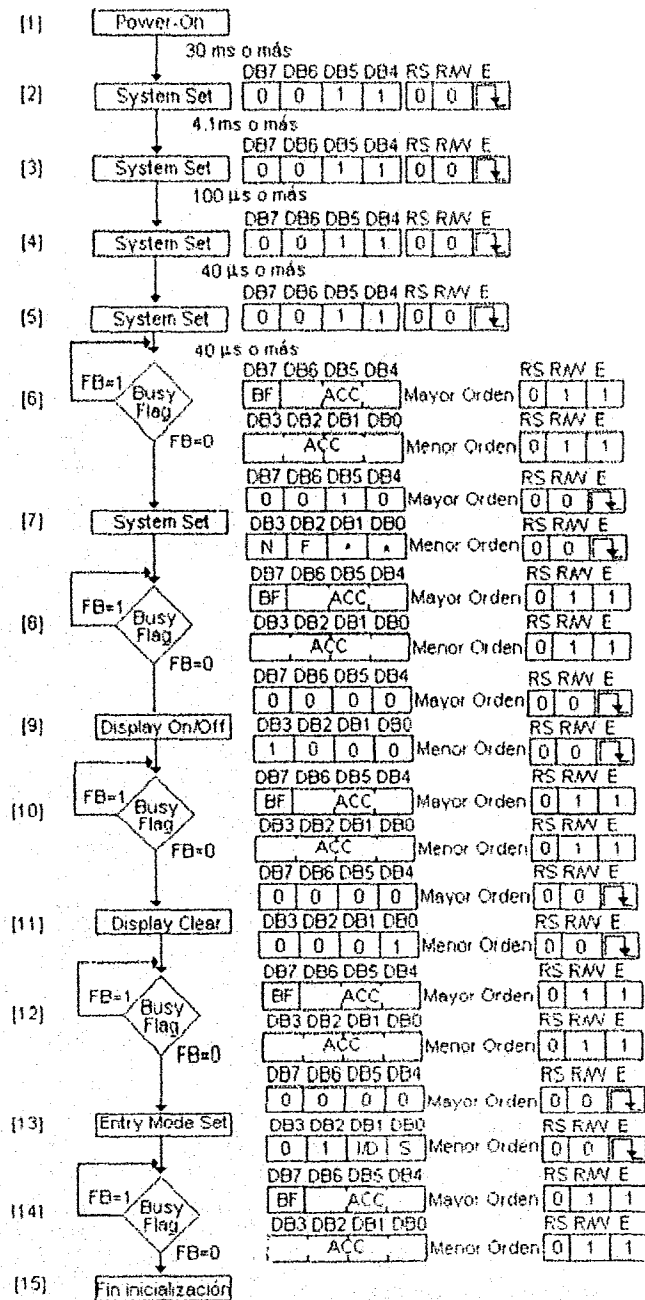 [1] Power-On
30 ms o más
DB7 DB6 DB5 DB4 RS R/W E
[2] System Set 0 0 1 1 0 0
4.1ms o más
DB7 DB6 DB5 DB4 RS R/W E
[3] System Set 0 0 1 1 0 0
100 µs o más
DB7 DB6 DB5 DB4 RS R/W E
[4] System Set 0 0 1 1 0 0
40 µs o más
DB7 DB6 DB5 DB4 RS R/W E
[5] System Set 0 0 1 1 0 0
40 µs o más
DB7 DB6 DB5 DB4 RS R/W E
[6] FB=1 Busy Flag FB=0 BF ACC Mayor Orden 0 1 1
DB3 DB2 DB1 DB0 RS R/W E
ACC Menor Orden 0 1 1
DB7 DB6 DB5 DB4 RS R/W E
0 0 1 0 Mayor Orden 0 0
[7] System Set DB3 DB2 DB1 DB0 RS R/W E
N F * * Menor Orden 0 0
DB7 DB6 DB5 DB4 RS R/W E
[8] FB=1 Busy Flag FB=0 BF ACC Mayor Orden 0 1 1
DB3 DB2 DB1 DB0 RS R/W E
ACC Menor Orden 0 1 1
DB7 DB6 DB5 DB4 RS R/W E
0 0 0 0 Mayor Orden 0 0
[9] Display On/Off DB3 DB2 DB1 DB0 RS R/W E
1 0 0 0 Menor Orden 0 0
DB7 DB6 DB5 DB4 RS R/W E
[10] FB=1 Busy Flag FB=0 BF ACC Mayor Orden 0 1 1
DB3 DB2 DB1 DB0 RS R/W E
ACC Menor Orden 0 1 1
DB7 DB6 DB5 DB4 RS R/W E
0 0 0 0 Mayor Orden 0 0
[11] Display Clear DB3 DB2 DB1 DB0 RS R/W E
0 0 0 1 Menor Orden 0 0
DB7 DB6 DB5 DB4 RS R/W E
[12] FB=1 Busy Flag FB=0 BF ACC Mayor Orden 0 1 1
DB3 DB2 DB1 DB0 RS R/W E
ACC Menor Orden 0 1 1
DB7 DB6 DB5 DB4 RS R/W E
0 0 0 0 Mayor Orden 0 0
[13] Entry Mode Set DB3 DB2 DB1 DB0 RS R/W E
0 1 I/D S Menor Orden 0 0
DB7 DB6 DB5 DB4 RS R/W E
[14] FB=1 Busy Flag FB=0 BF ACC Mayor Orden 0 1 1
DB3 DB2 DB1 DB0 RS R/W E
ACC Menor Orden 0 1 1
[15] Fin inicialización